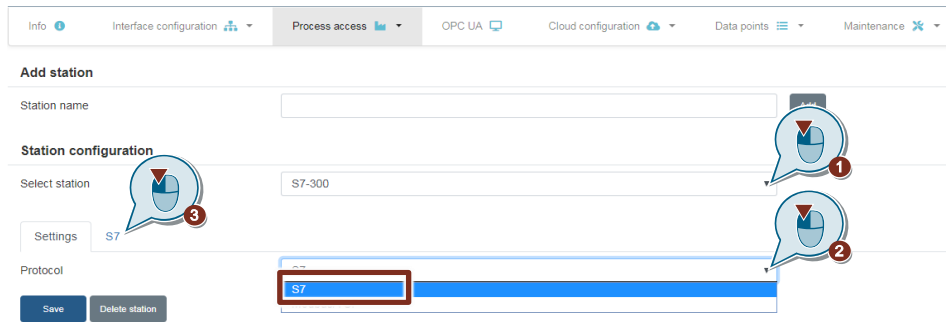 Info Interface configuration Process access OPC UA Cloud configuration Data points Maintenance
Add station
Station name
Station configuration
1
Select station S7-300
3
Settings S7
2
Protocol
S7
Save Delete station